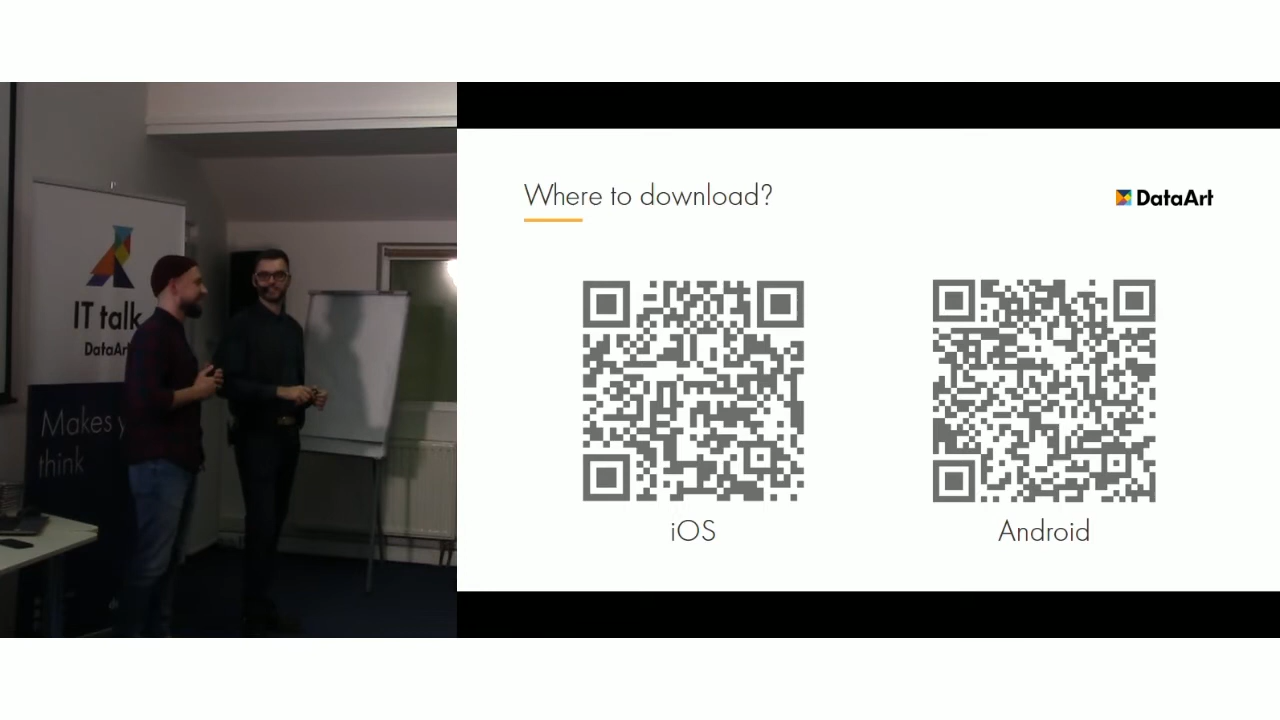 IT talk
DataArt
Makes y
think
Where to download?
DataArt
iOS
Android